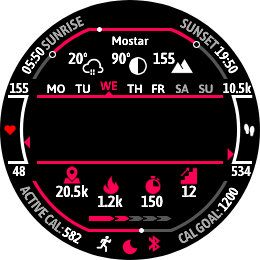 05:50 SUNRISE
SUNSET 19:50
Mostar
20° 90° 155
MO TU WE TH FR SA SU
155 10.5k
48 534
20.5k 1.2k 150 12
ACTIVE CAL: 582
CAL GOAL: 1200